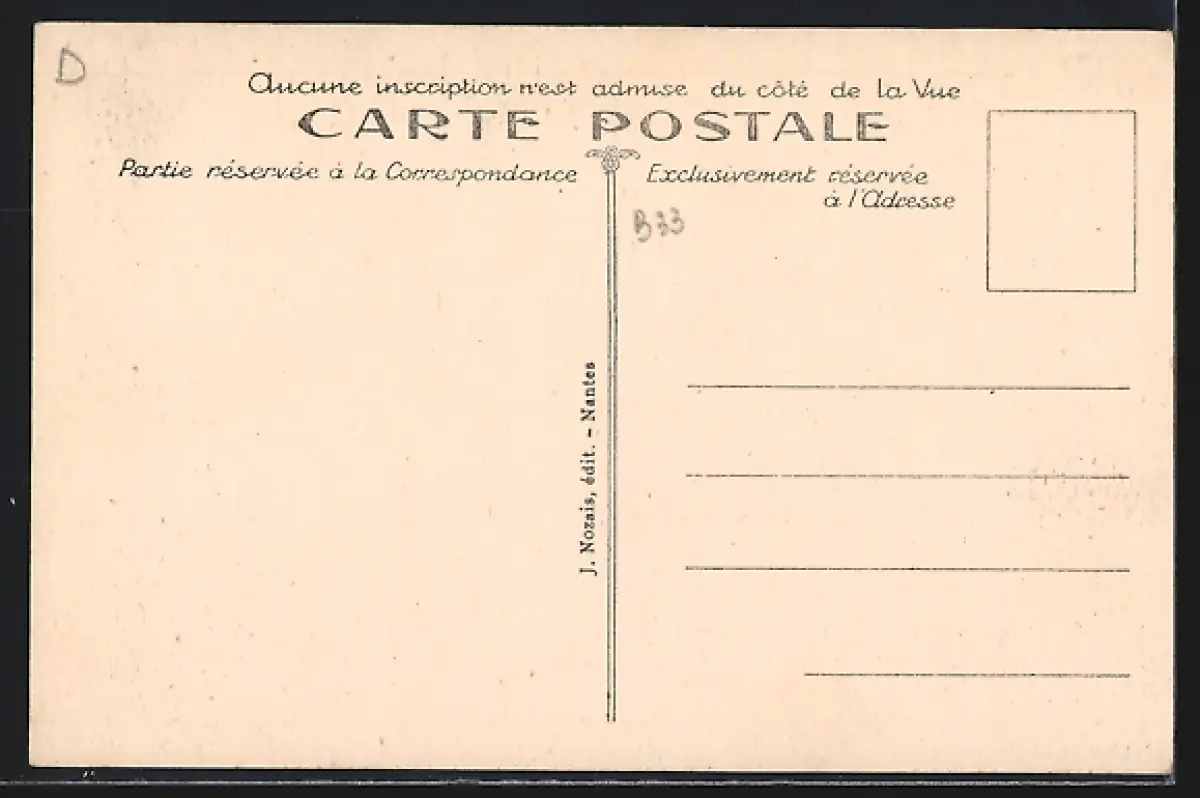 D
Aucune inscription n'est admise du côté de la Vue
CARTE POSTALE
Partie réservée à la Correspondance
Exclusivement réservée
à l'Adresse
B33
J. Nozais, édit. - Nantes